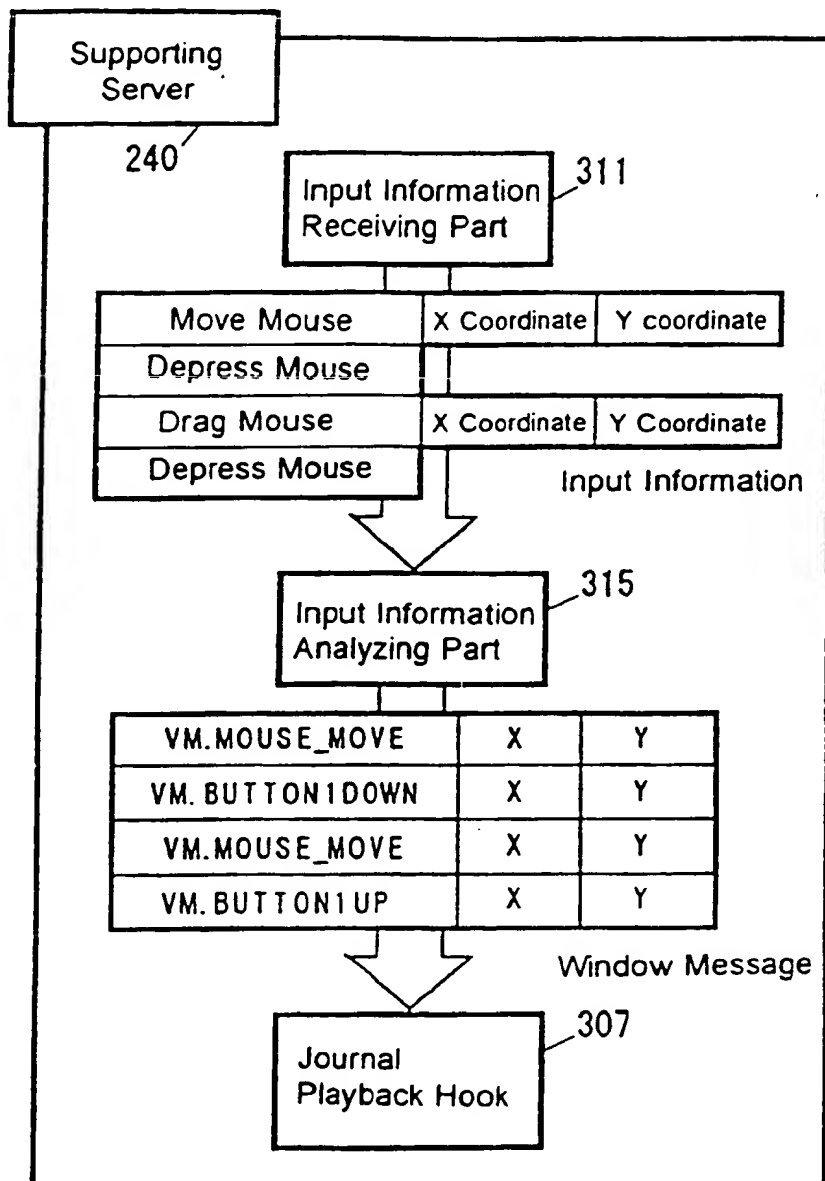 Supporting
Server
240
Input Information
Receiving Part
311
Move Mouse X Coordinate Y coordinate
Depress Mouse
Drag Mouse X Coordinate Y Coordinate
Depress Mouse
Input Information
315
Input Information
Analyzing Part
VM.MOUSE_MOVE X Y
VM.BUTTON1DOWN X Y
VM.MOUSE_MOVE X Y
VM.BUTTON1UP X Y
Window Message
307
Journal
Playback Hook